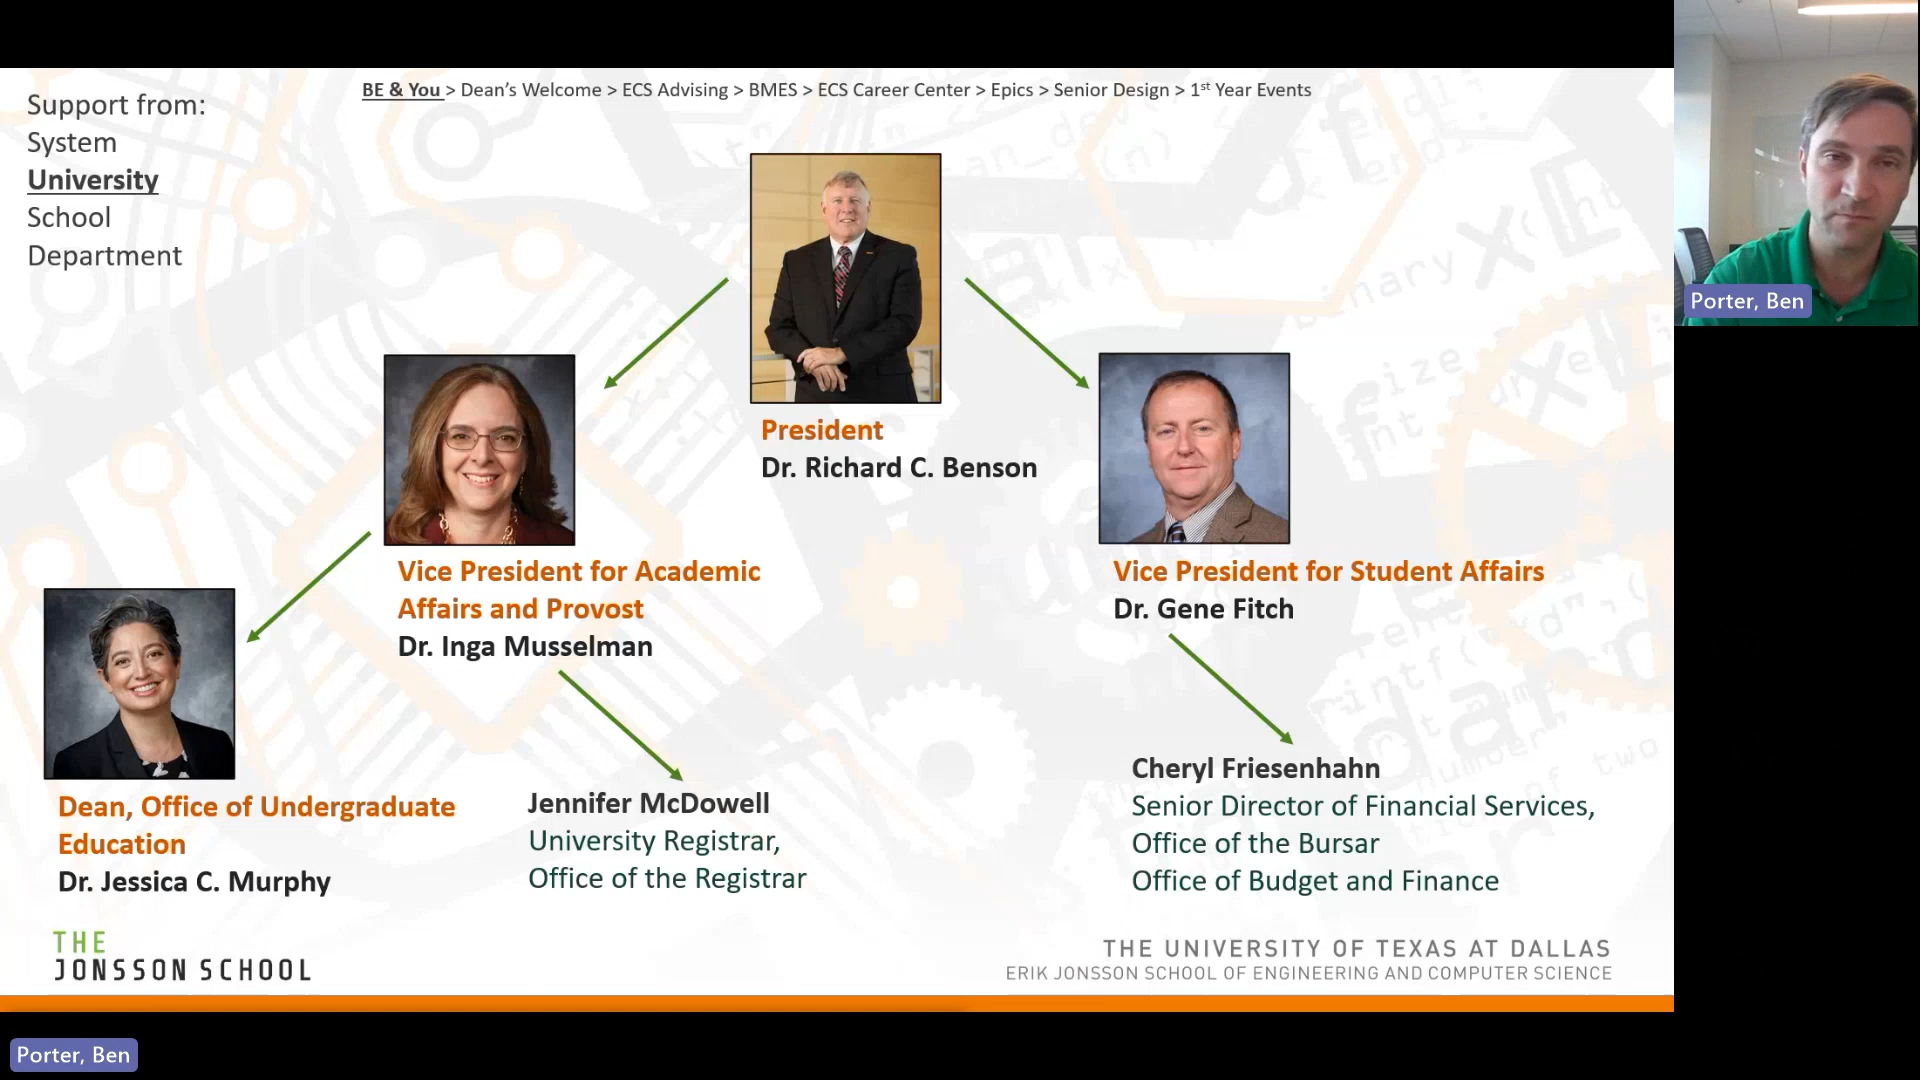 BE & You > Dean's Welcome > ECS Advising > BMES > ECS Career Center > Epics > Senior Design > 1st Year Events
Support from:
System
University
School
Department
Porter, Ben
President
Dr. Richard C. Benson
Vice President for Academic
Affairs and Provost
Dr. Inga Musselman
Vice President for Student Affairs
Dr. Gene Fitch
Dean, Office of Undergraduate
Education
Dr. Jessica C. Murphy
Jennifer McDowell
University Registrar,
Office of the Registrar
Cheryl Friesenhahn
Senior Director of Financial Services,
Office of the Bursar
Office of Budget and Finance
THE
JONSSON SCHOOL
THE UNIVERSITY OF TEXAS AT DALLAS
ERIK JONSSON SCHOOL OF ENGINEERING AND COMPUTER SCIENCE
Porter, Ben